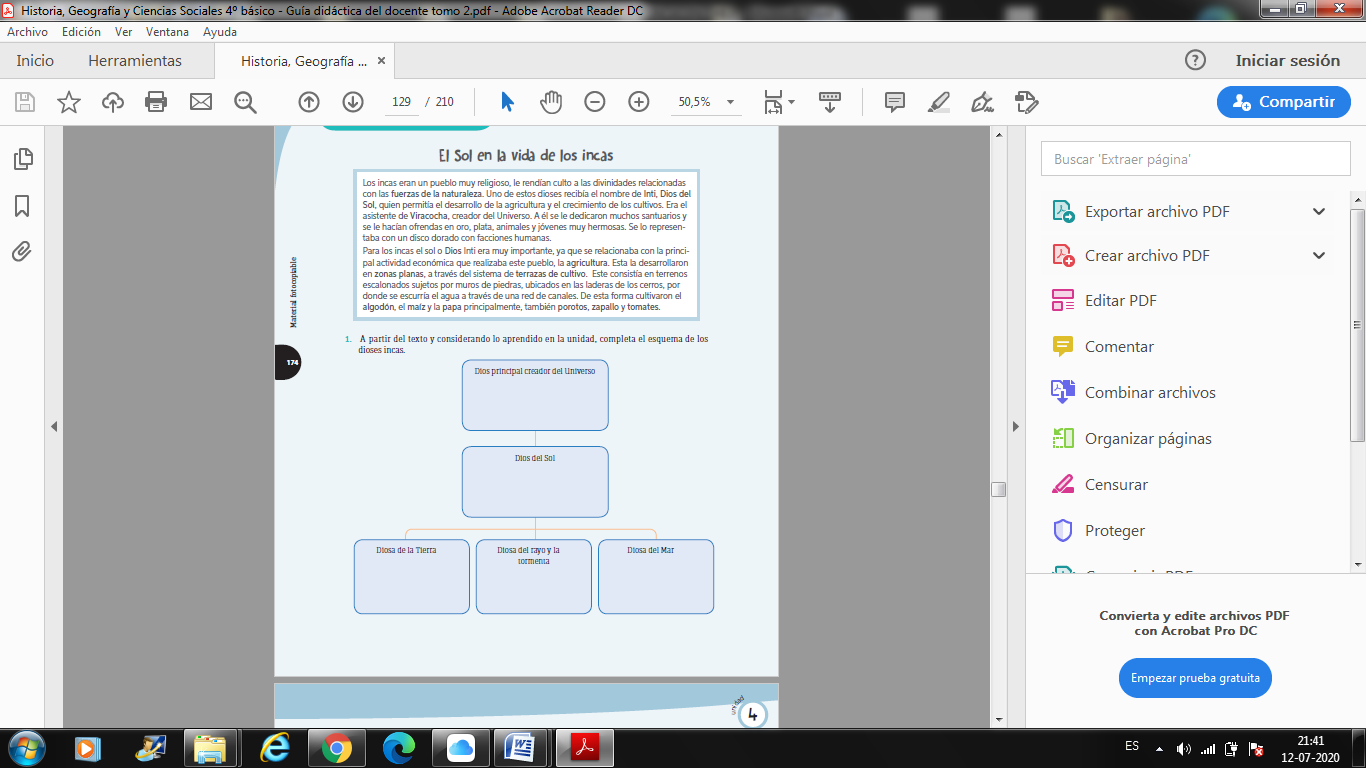 Historia, Geografía y Ciencias Sociales 4º básico - Guía didáctica del docente tomo 2.pdf - Adobe Acrobat Reader DC
Archivo Edición Ver Ventana Ayuda
Inicio Herramientas Historia, Geografía ... × Iniciar sesión
129 / 210 50,5% Compartir
El Sol en la vida de los incas
Los incas eran un pueblo muy religioso, le rendían culto a las divinidades relacionadas
con las fuerzas de la naturaleza. Uno de estos dioses recibía el nombre de Inti, Dios del
Sol, quien permitía el desarrollo de la agricultura y el crecimiento de los cultivos. Era el
asistente de Viracocha, creador del Universo. A él se le dedicaron muchos santuarios y
se le hacían ofrendas en oro, plata, animales y jóvenes muy hermosas. Se lo represen-
taba con un disco dorado con facciones humanas.
Para los incas el sol o Dios Inti era muy importante, ya que se relacionaba con la princi-
pal actividad económica que realizaba este pueblo, la agricultura. Esta la desarrollaron
en zonas planas, a través del sistema de terrazas de cultivo. Este consistía en terrenos
escalonados sujetos por muros de piedras, ubicados en las laderas de los cerros, por
donde se escurría el agua a través de una red de canales. De esta forma cultivaron el
algodón, el maíz y la papa principalmente, también porotos, zapallo y tomates.
Material fotocopiable
174
1. A partir del texto y considerando lo aprendido en la unidad, completa el esquema de los
dioses incas.
Dios principal creador del Universo
Dios del Sol
Diosa de la Tierra
Diosa del rayo y la
tormenta
Diosa del Mar
unidad
4
Buscar 'Extraer página'
Exportar archivo PDF
Crear archivo PDF
Editar PDF
Comentar
Combinar archivos
Organizar páginas
Censurar
Proteger
Convierta y edite archivos PDF
con Acrobat Pro DC
Empezar prueba gratuita
ES
21:41
12-07-2020